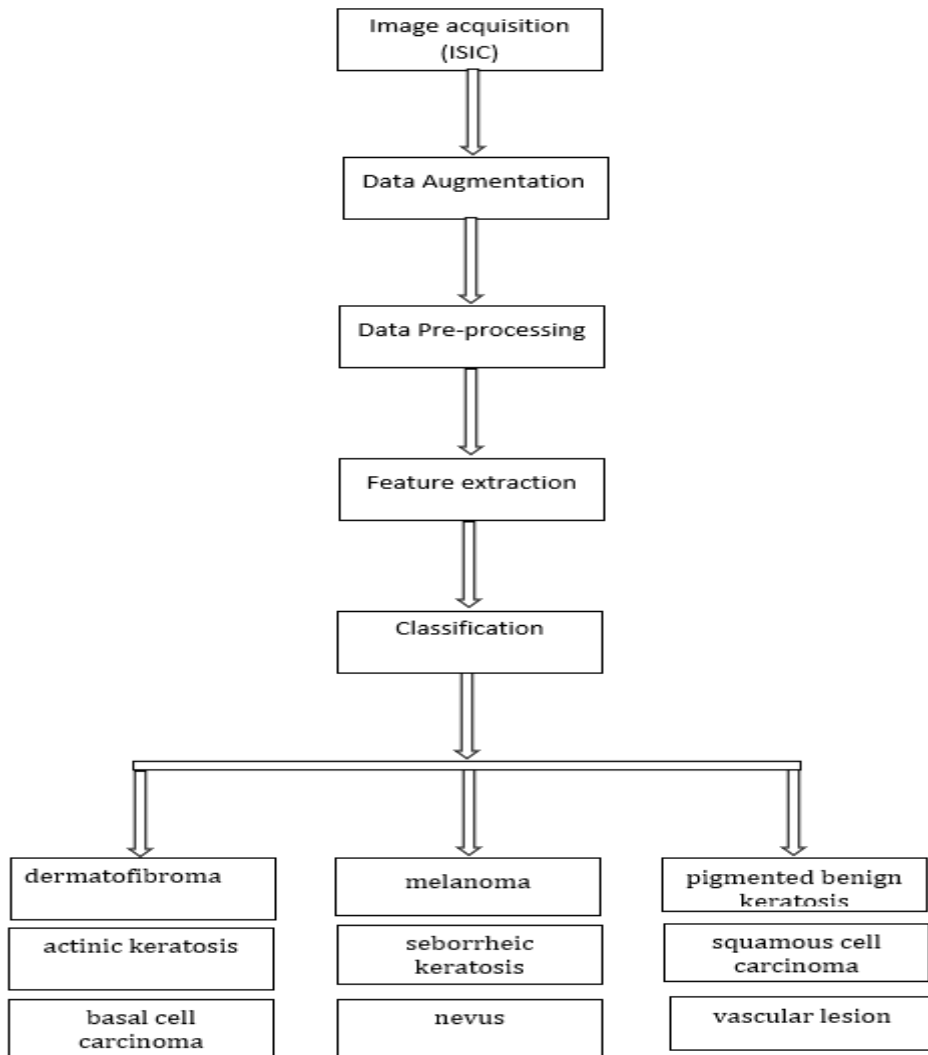 Image acquisition
(ISIC)
Data Augmentation
Data Pre-processing
Feature extraction
Classification
dermatofibroma
actinic keratosis
basal cell
carcinoma
melanoma
seborrheic
keratosis
nevus
pigmented benign
keratosis
squamous cell
carcinoma
vascular lesion